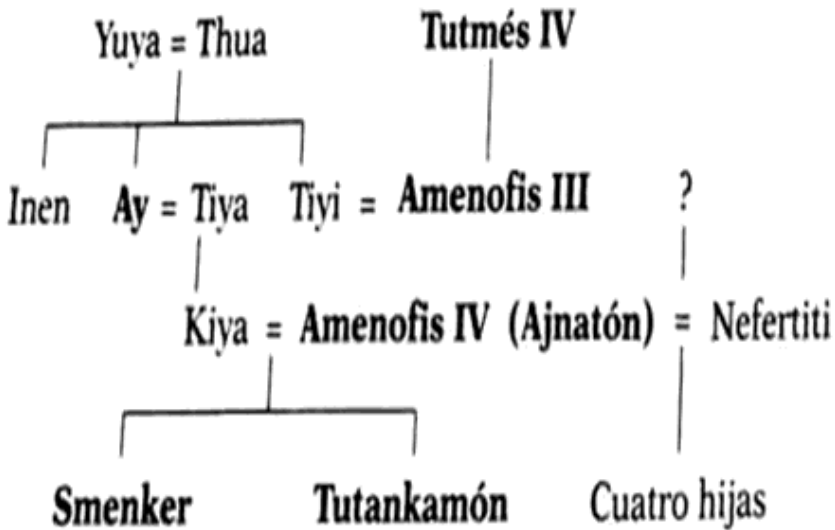 Yuya = Thua Tutmés IV
Inen Ay = Tiya Tiyi = Amenofis III ?
Kiya = Amenofis IV (Ajnatón) = Nefertiti
Smenker Tutankamón Cuatro hijas